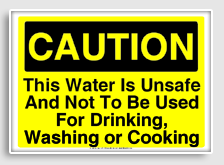 CAUTION
This Water Is Unsafe
And Not To Be Used
For Drinking,
Washing or Cooking